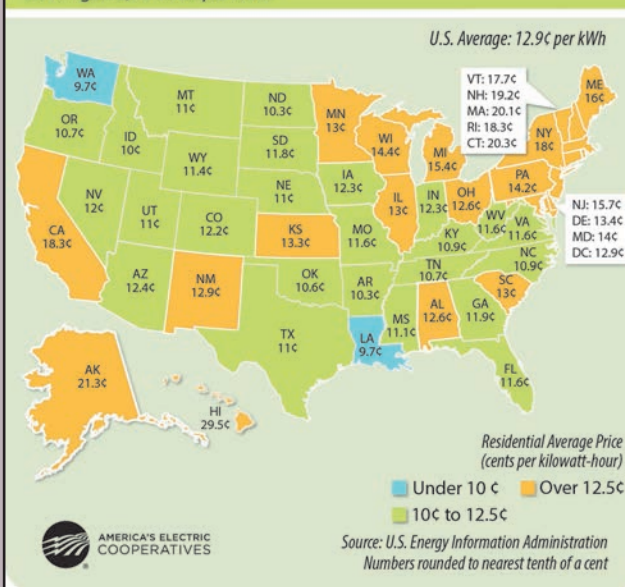 U.S. Average: 12.9¢ per kWh
WA
9.7¢
MT
11¢
ND
10.3¢
MN
13¢
VT: 17.7¢
NH: 19.2¢
MA: 20.1¢
RI: 18.3¢
CT: 20.3¢
ME
16¢
OR
10.7¢
ID
10¢
WY
11.4¢
SD
11.8¢
WI
14.4¢
MI
15.4¢
NY
18¢
NV
12¢
UT
11¢
CO
12.2¢
NE
11¢
IA
12.3¢
IL
13¢
IN
12.3¢
OH
12.6¢
PA
14.2¢
NJ: 15.7¢
DE: 13.4¢
MD: 14¢
DC: 12.9¢
CA
18.3¢
KS
13.3¢
MO
11.6¢
KY
10.9¢
WV
11.6¢
VA
11.6¢
AZ
12.4¢
NM
12.9¢
OK
10.6¢
AR
10.3¢
TN
10.7¢
NC
10.9¢
SC
13¢
TX
11¢
LA
9.7¢
MS
11.1¢
AL
12.6¢
GA
11.9¢
FL
11.6¢
AK
21.3¢
HI
29.5¢
Residential Average Price
(cents per kilowatt-hour)
Under 10 ¢
Over 12.5¢
10¢ to 12.5¢
AMERICA'S ELECTRIC
COOPERATIVES
®
Source: U.S. Energy Information Administration
Numbers rounded to nearest tenth of a cent